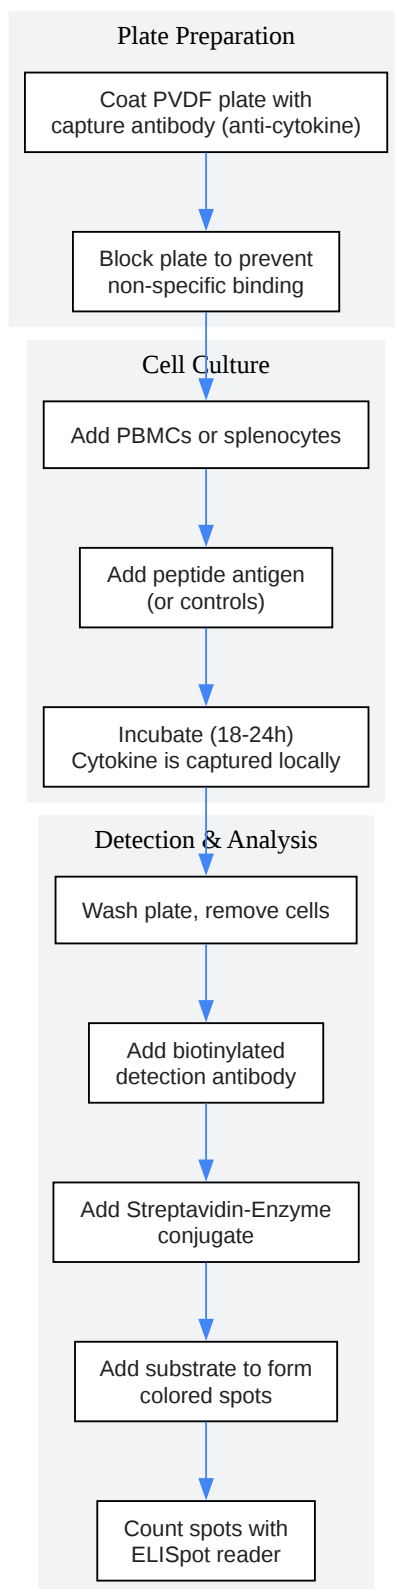 Plate Preparation
Coat PVDF plate with
capture antibody (anti-cytokine)
Block plate to prevent
non-specific binding
Cell Culture
Add PBMCs or splenocytes
Add peptide antigen
(or controls)
Incubate (18-24h)
Cytokine is captured locally
Detection & Analysis
Wash plate, remove cells
Add biotinylated
detection antibody
Add Streptavidin-Enzyme
conjugate
Add substrate to form
colored spots
Count spots with
ELISpot reader